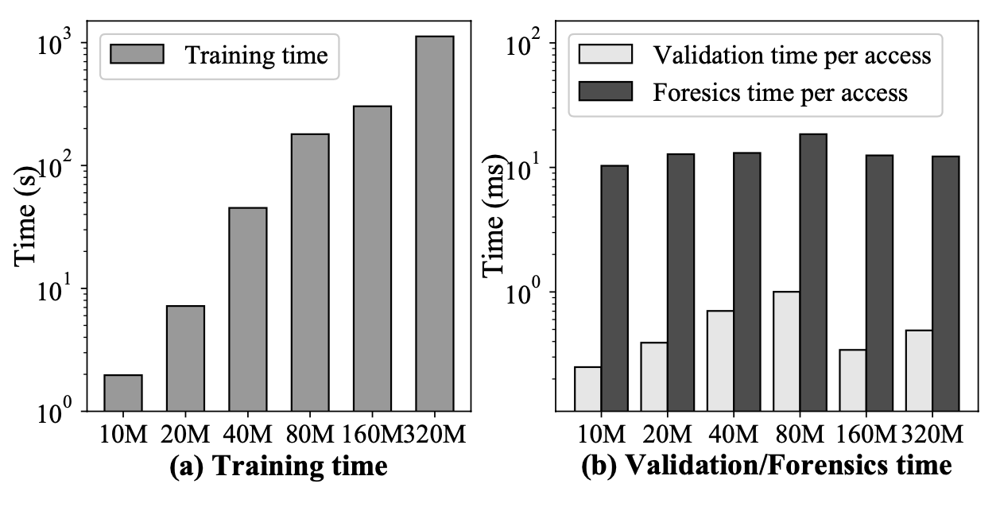 Training time
10³
10²
10¹
10⁰
Time (s)
10M 20M 40M 80M 160M 320M
(a) Training time
Validation time per access
Foresics time per access
10²
10¹
10⁰
Time (ms)
10M 20M 40M 80M 160M 320M
(b) Validation/Forensics time